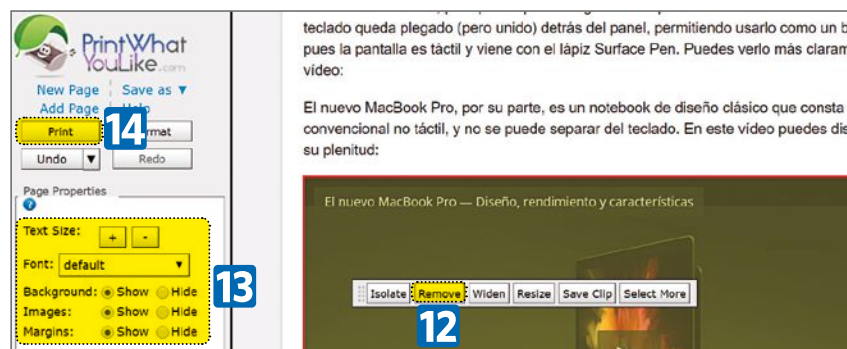 PrintWhat
YouLike.com
New Page Save as ▼
Add Page Help
Print 14 rmat
Undo ▼ Redo
Page Properties
?
Text Size: + -
Font: default ▼
Background: Show Hide
Images: Show Hide
Margins: Show Hide
13
teclado queda plegado (pero unido) detrás del panel, permitiendo usarlo como un b
pues la pantalla es táctil y viene con el lápiz Surface Pen. Puedes verlo más claram
vídeo:
El nuevo MacBook Pro, por su parte, es un notebook de diseño clásico que consta
convencional no táctil, y no se puede separar del teclado. En este vídeo puedes dis
su plenitud:
El nuevo MacBook Pro — Diseño, rendimiento y características
Isolate Remove Widen Resize Save Clip Select More
12